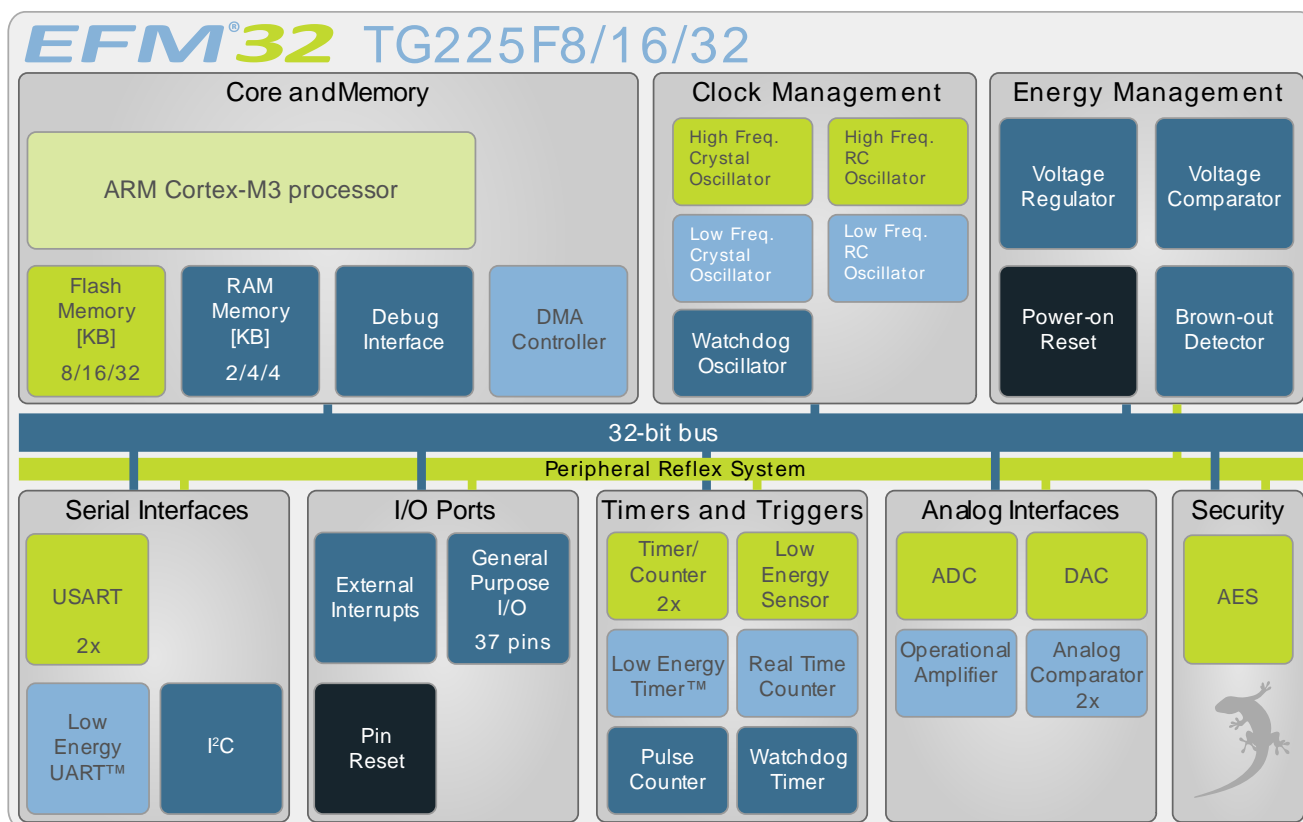 EFM®32 TG225F8/16/32
Core and Memory
ARM Cortex-M3 processor
Flash
Memory
[KB]
8/16/32
RAM
Memory
[KB]
2/4/4
Debug
Interface
DMA
Controller
Clock Management
High Freq.
Crystal
Oscillator
High Freq.
RC
Oscillator
Low Freq.
Crystal
Oscillator
Low Freq.
RC
Oscillator
Watchdog
Oscillator
Energy Management
Voltage
Regulator
Voltage
Comparator
Power-on
Reset
Brown-out
Detector
32-bit bus
Peripheral Reflex System
Serial Interfaces
USART
2x
Low
Energy
UART™
I²C
I/O Ports
External
Interrupts
General
Purpose
I/O
37 pins
Pin
Reset
Timers and Triggers
Timer/
Counter
2x
Low
Energy
Sensor
Low Energy
Timer™
Real Time
Counter
Pulse
Counter
Watchdog
Timer
Analog Interfaces
ADC
DAC
Operational
Amplifier
Analog
Comparator
2x
Security
AES